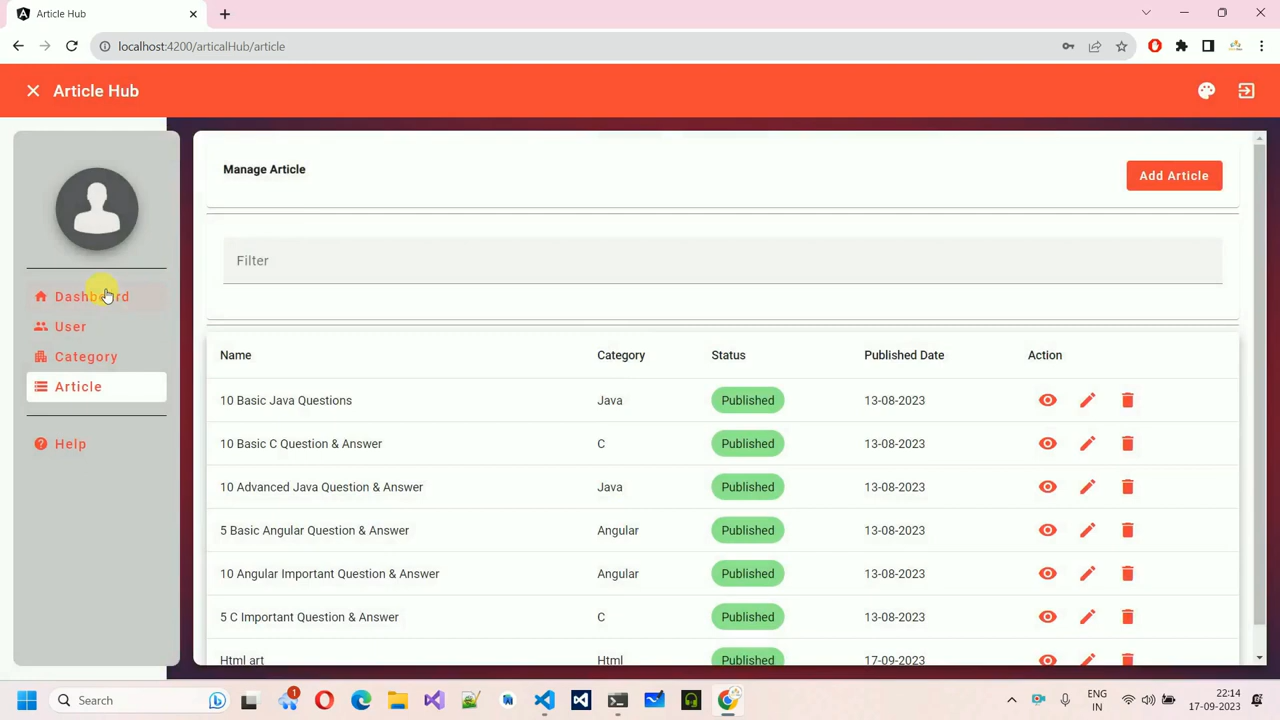 Article Hub
localhost:4200/articalHub/article
Article Hub
Dashboard
User
Category
Article
Help
Manage Article
Add Article
Filter
Name Category Status Published Date Action
10 Basic Java Questions Java Published 13-08-2023
10 Basic C Question & Answer C Published 13-08-2023
10 Advanced Java Question & Answer Java Published 13-08-2023
5 Basic Angular Question & Answer Angular Published 13-08-2023
10 Angular Important Question & Answer Angular Published 13-08-2023
5 C Important Question & Answer C Published 13-08-2023
Html art Html Published 17-09-2023
Search
1
ENG
IN
22:14
17-09-2023